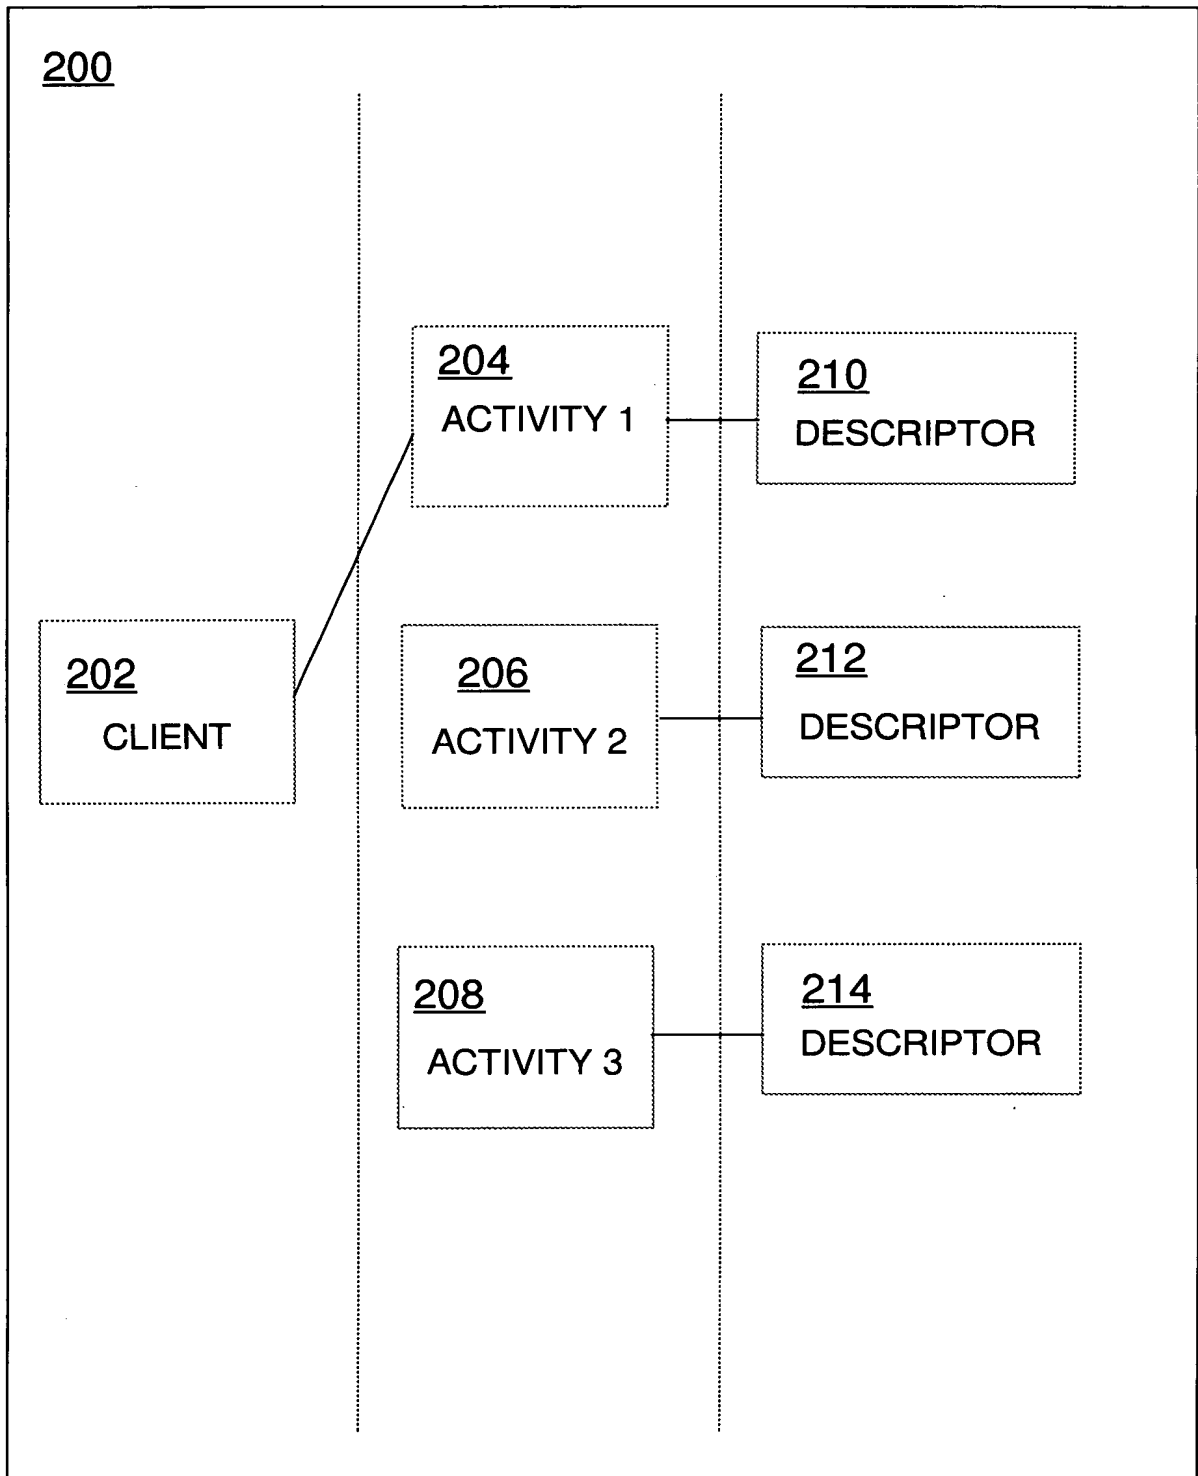 200
204
ACTIVITY 1
210
DESCRIPTOR
202
CLIENT
206
ACTIVITY 2
212
DESCRIPTOR
208
ACTIVITY 3
214
DESCRIPTOR